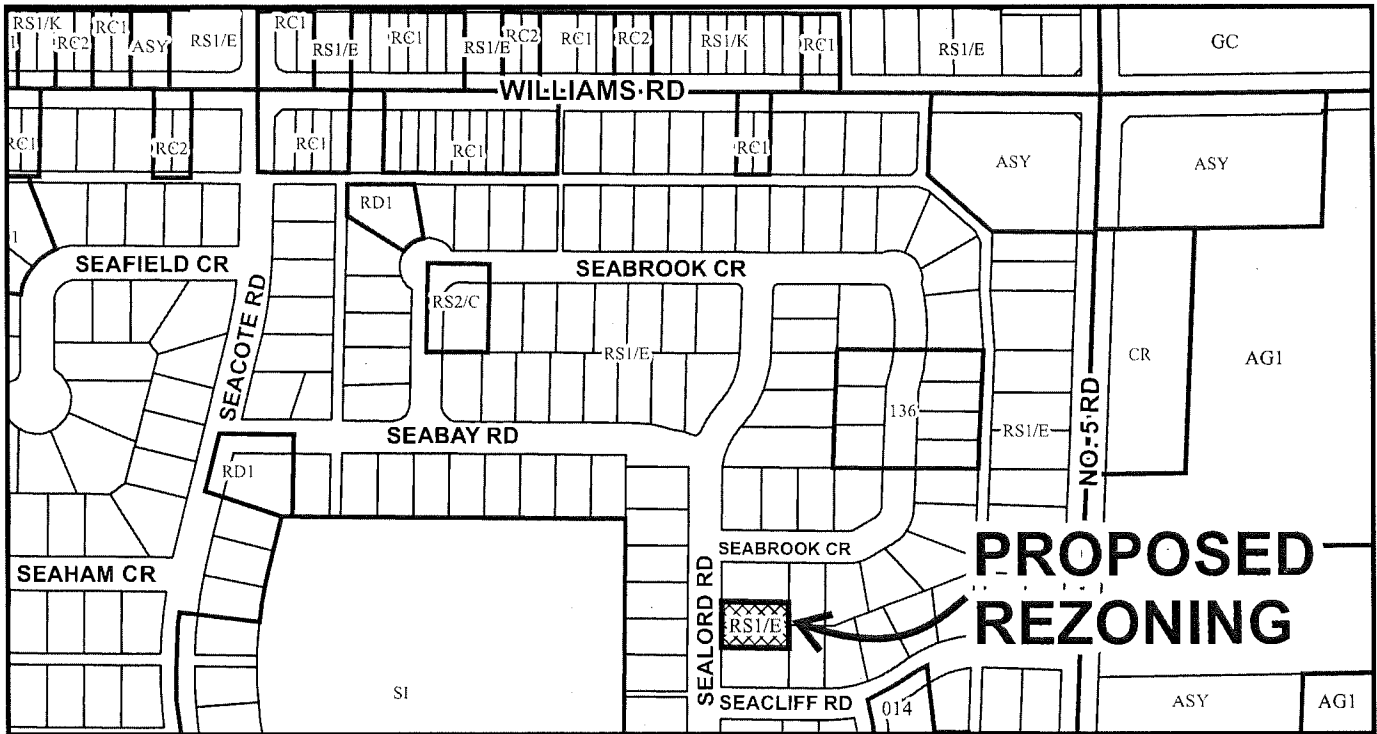 RS1/K
RC2
RC1
ASY
RS1/E
RC1
RS1/E
RC1
RS1/E
RC2
RC1
RC2
RS1/K
RC1
RS1/E
GC
WILLIAMS RD
RC1
RC2
RC1
RC1
RC1
ASY
ASY
RD1
SEAFIELD CR
SEACOTE RD
SEABROOK CR
RS2/C
RS1/E
136
RS1/E
NO. 5 RD
CR
AG1
SEABAY RD
RD1
SEAHAM CR
SEALORD RD
SEABROOK CR
PROPOSED
REZONING
RS1/E
SI
SEACLIFF RD
014
ASY
AG1